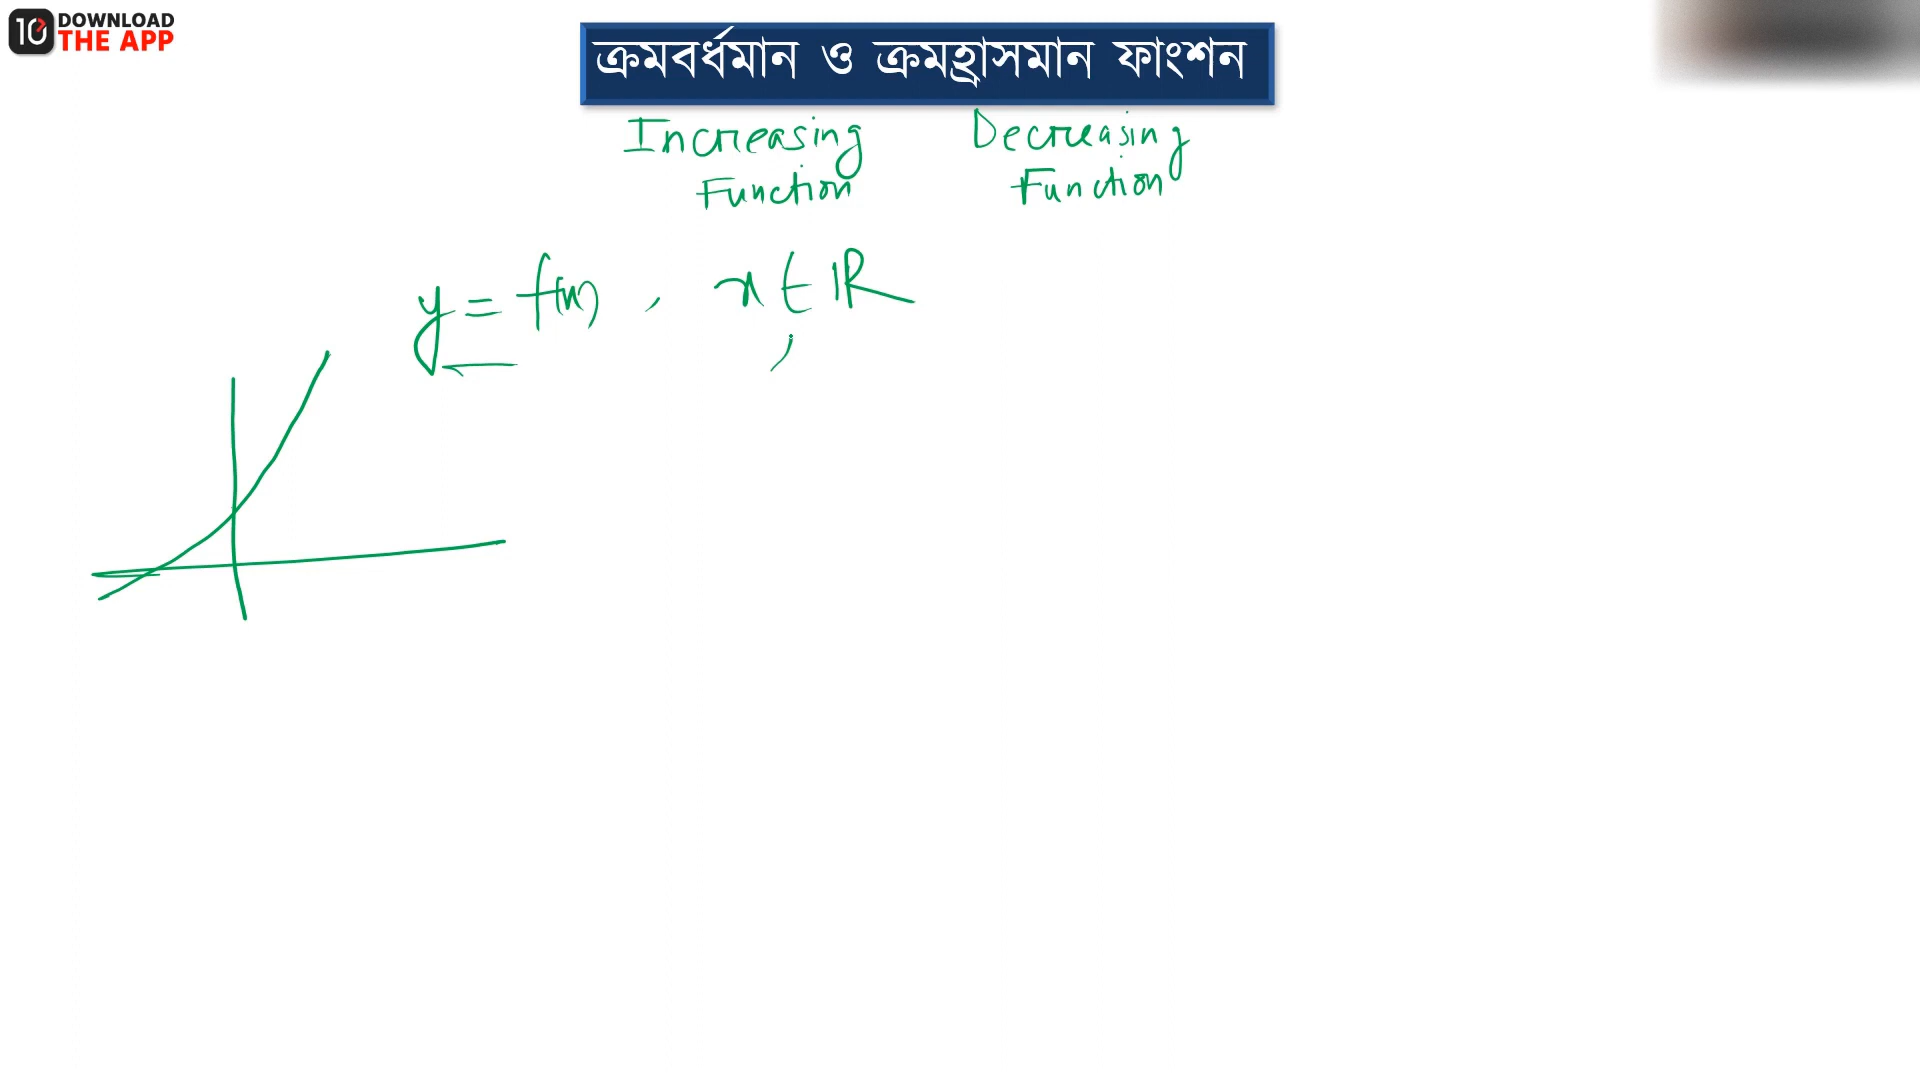 10 DOWNLOAD
THE APP
ক্রমবর্ধমান ও ক্রমহ্রাসমান ফাংশন
Increasing Function
Decreasing Function
y = f(x) , x ∈ ℝ